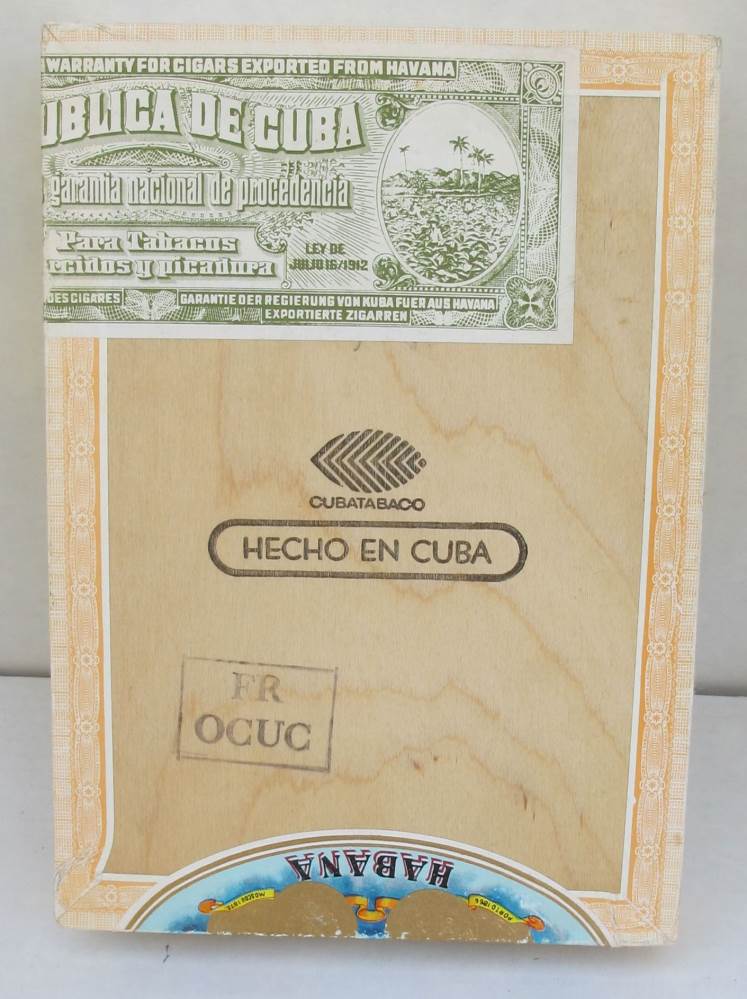 WARRANTY FOR CIGARS EXPORTED FROM HAVANA
UBLICA DE CUBA
garantia nacional de procedencia
Para Tabacos
rcidos y picadura
LEY DE
JULIO 16/1912
DES CIGARES
GARANTIE DER REGIERUNG VON KUBA FUER AUS HAVANA
EXPORTIERTE ZIGARREN
CUBATABACO
HECHO EN CUBA
FR
OCUC
HABANA